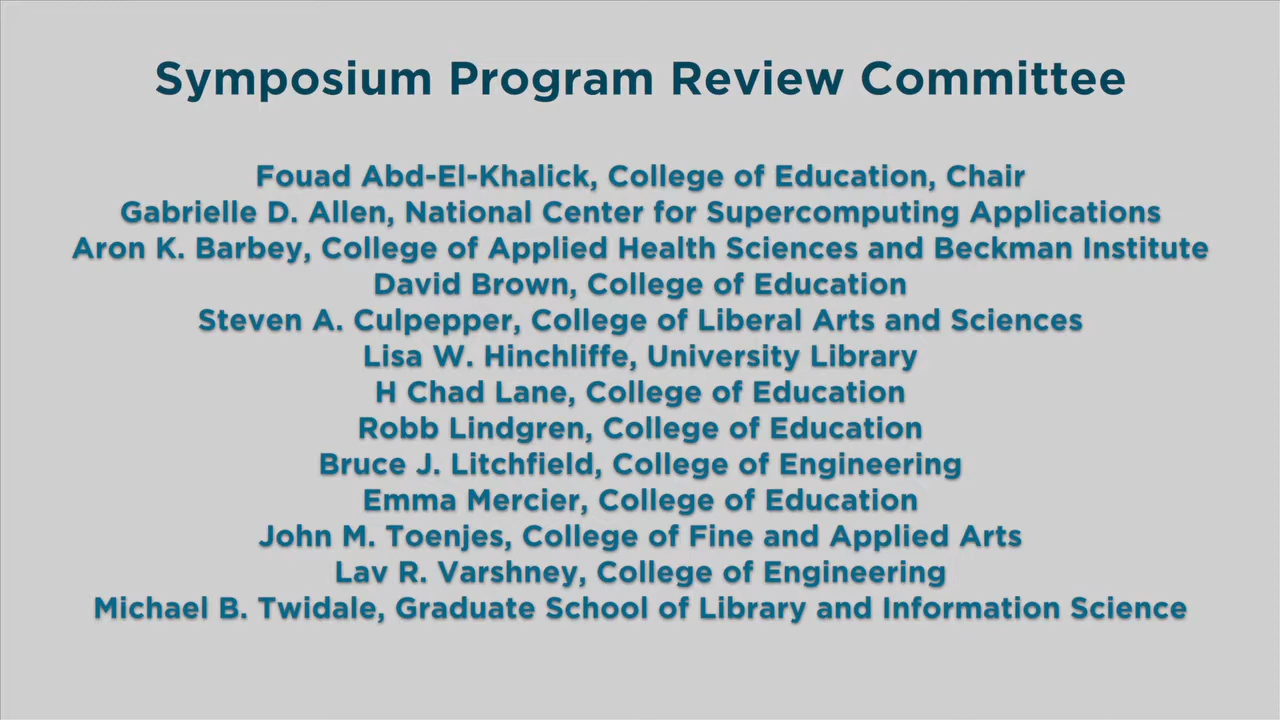 Symposium Program Review Committee
Fouad Abd-El-Khalick, College of Education, Chair
Gabrielle D. Allen, National Center for Supercomputing Applications
Aron K. Barbey, College of Applied Health Sciences and Beckman Institute
David Brown, College of Education
Steven A. Culpepper, College of Liberal Arts and Sciences
Lisa W. Hinchliffe, University Library
H Chad Lane, College of Education
Robb Lindgren, College of Education
Bruce J. Litchfield, College of Engineering
Emma Mercier, College of Education
John M. Toenjes, College of Fine and Applied Arts
Lav R. Varshney, College of Engineering
Michael B. Twidale, Graduate School of Library and Information Science